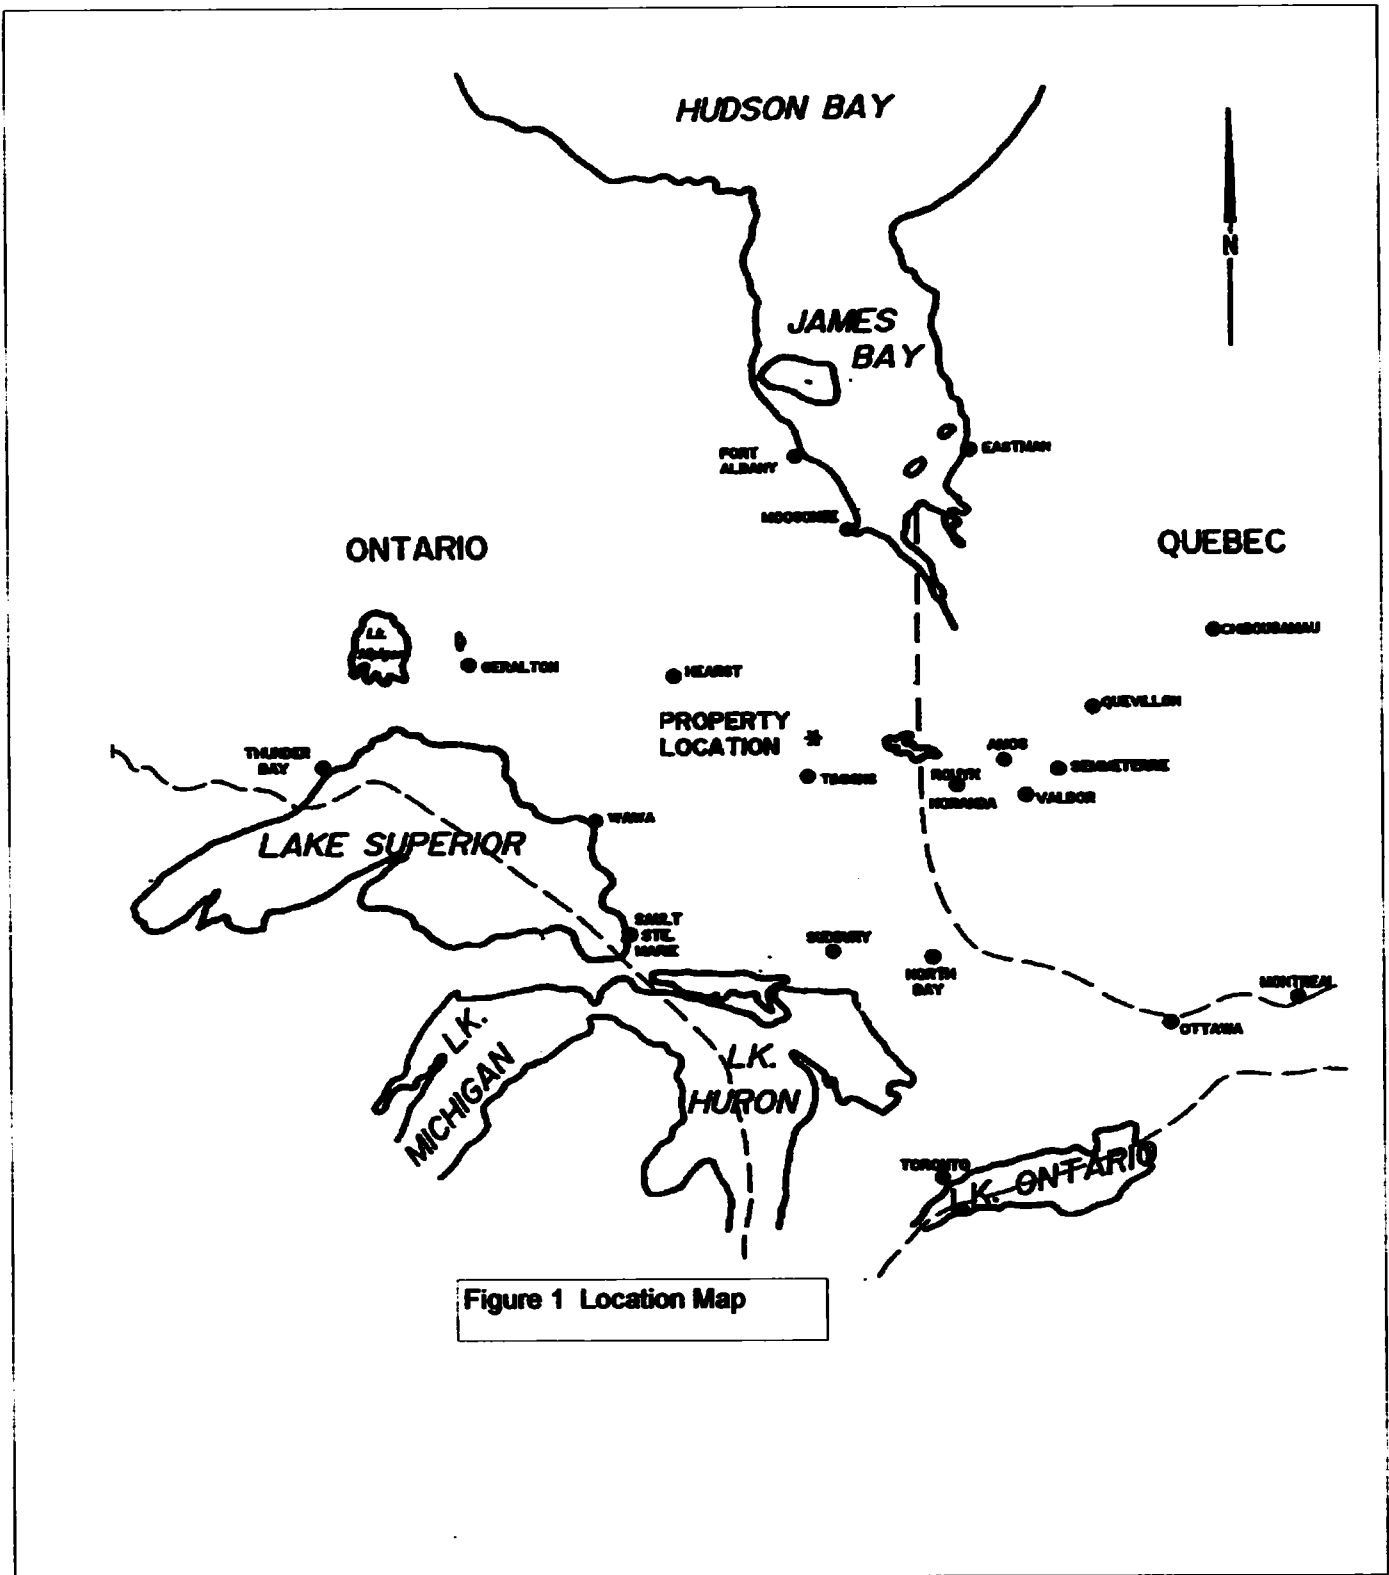 HUDSON BAY
N
JAMES
BAY
FORT
ALBANY
EASTMAN
MOOSONEE
ONTARIO
QUEBEC
Lk.
CHIBOUGAMAU
GERALTON
HEARST
QUEVILLON
PROPERTY
LOCATION
*
THUNDER
BAY
TIMMINS
AMOS
ROUYN
NORANDA
SENNETERRE
VALDOR
WAWA
LAKE SUPERIOR
SAULT
STE.
MARIE
SUDBURY
NORTH
BAY
MONTREAL
OTTAWA
LK.
MICHIGAN
LK.
HURON
TORONTO
LK. ONTARIO
Figure 1 Location Map